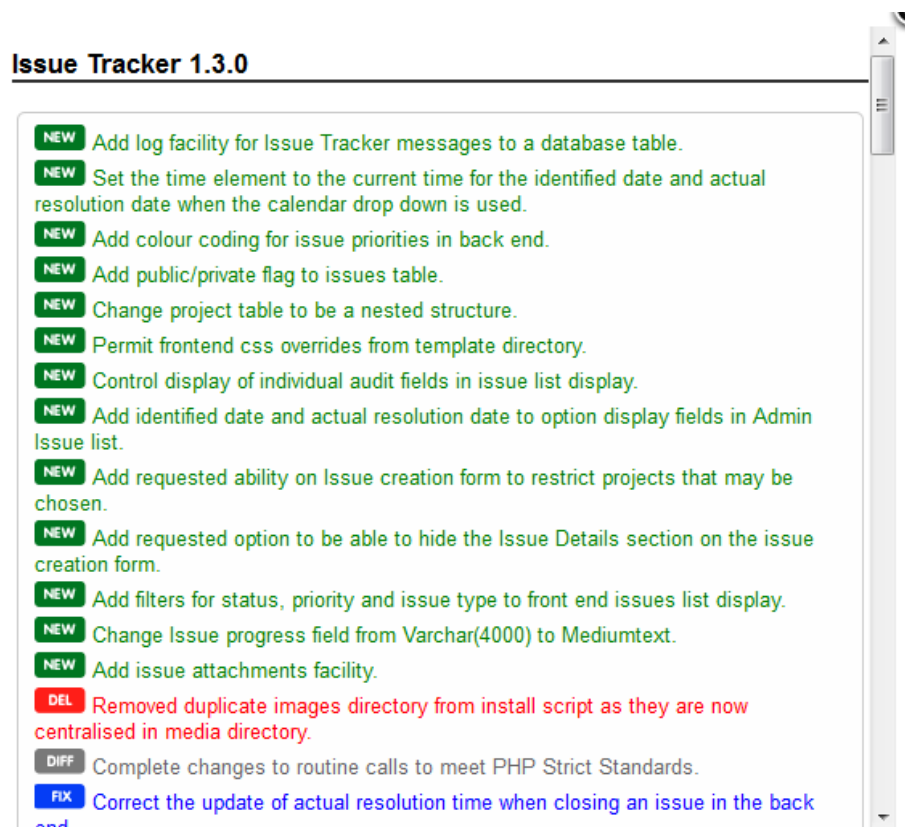 Issue Tracker 1.3.0
NEW Add log facility for Issue Tracker messages to a database table.
NEW Set the time element to the current time for the identified date and actual
resolution date when the calendar drop down is used.
NEW Add colour coding for issue priorities in back end.
NEW Add public/private flag to issues table.
NEW Change project table to be a nested structure.
NEW Permit frontend css overrides from template directory.
NEW Control display of individual audit fields in issue list display.
NEW Add identified date and actual resolution date to option display fields in Admin
Issue list.
NEW Add requested ability on Issue creation form to restrict projects that may be
chosen.
NEW Add requested option to be able to hide the Issue Details section on the issue
creation form.
NEW Add filters for status, priority and issue type to front end issues list display.
NEW Change Issue progress field from Varchar(4000) to Mediumtext.
NEW Add issue attachments facility.
DEL Removed duplicate images directory from install script as they are now
centralised in media directory.
DIFF Complete changes to routine calls to meet PHP Strict Standards.
FIX Correct the update of actual resolution time when closing an issue in the back
end.